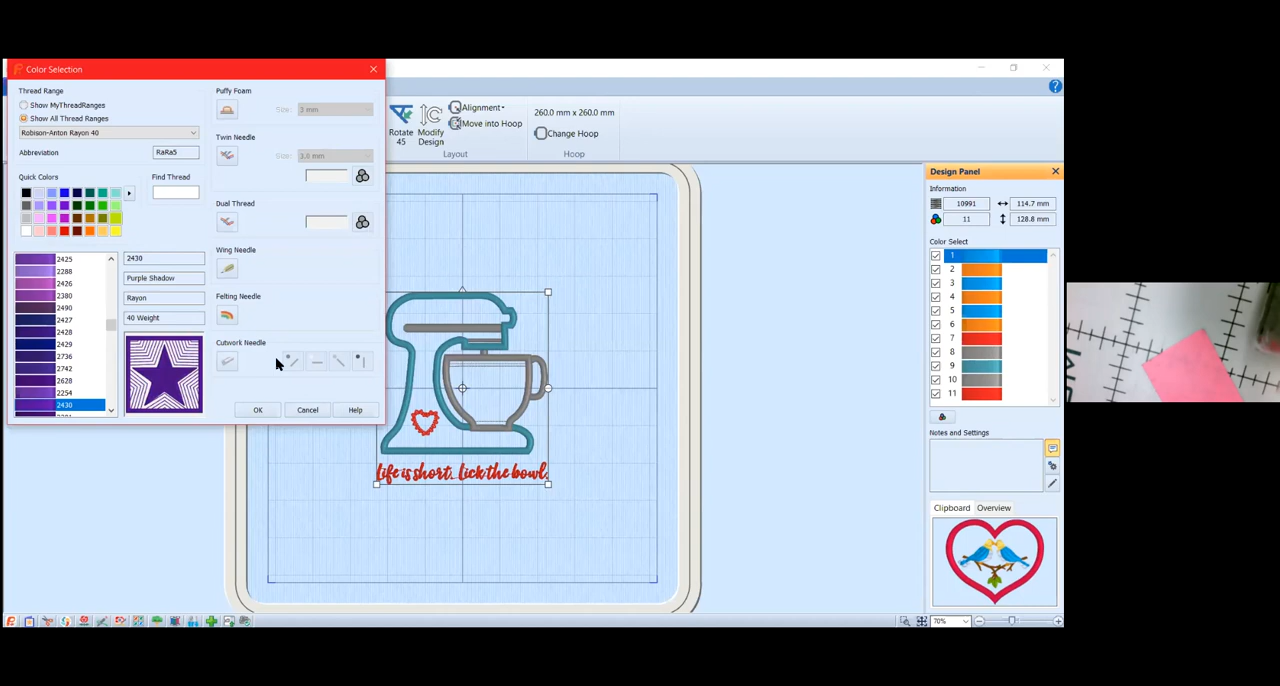 Color Selection
Thread Range
Show MyThreadRanges
Show All Thread Ranges
Robison-Anton Rayon 40
Abbreviation
RaRa5
Quick Colors
Find Thread
2425
2288
2426
2380
2490
2427
2428
2429
2736
2742
2628
2254
2430
2430
Purple Shadow
Rayon
40 Weight
Puffy Foam
Size:
3 mm
Twin Needle
Size:
3.0 mm
Dual Thread
Wing Needle
Felting Needle
Cutwork Needle
OK
Cancel
Help
Rotate
45
Modify
Design
Alignment
Move into Hoop
Layout
260.0 mm x 260.0 mm
Change Hoop
Hoop
Life is short. Lick the bowl.
Design Panel
Information
10991
114.7 mm
11
128.8 mm
Color Select
1
2
3
4
5
6
7
8
9
10
11
Notes and Settings
Clipboard
Overview
70%